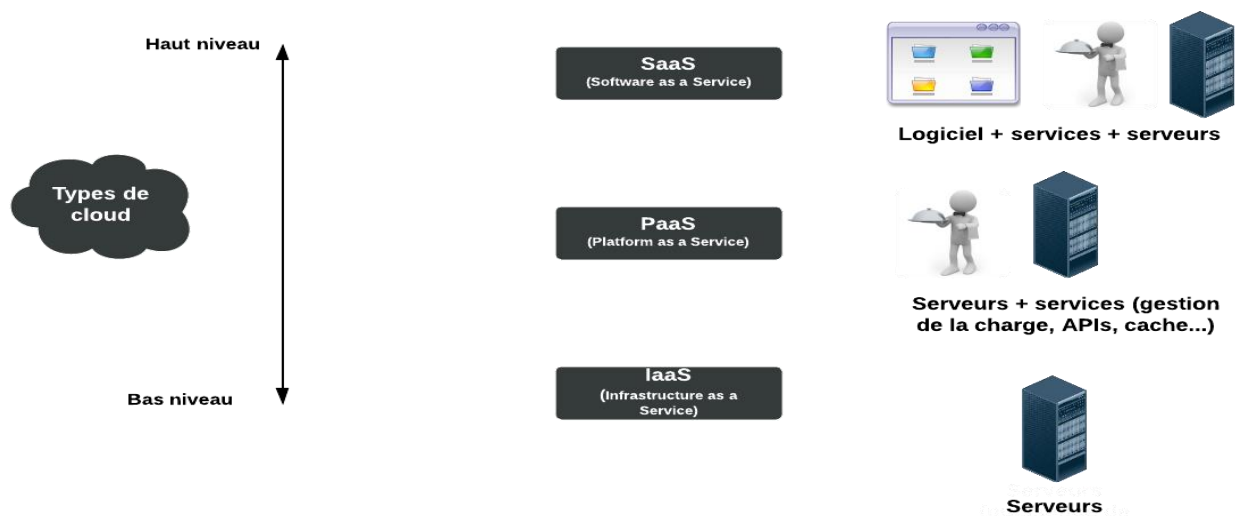 Haut niveau
SaaS
(Software as a Service)
Logiciel + services + serveurs
Types de
cloud
PaaS
(Platform as a Service)
Serveurs + services (gestion
de la charge, APIs, cache...)
Bas niveau
IaaS
(Infrastructure as a
Service)
Serveurs